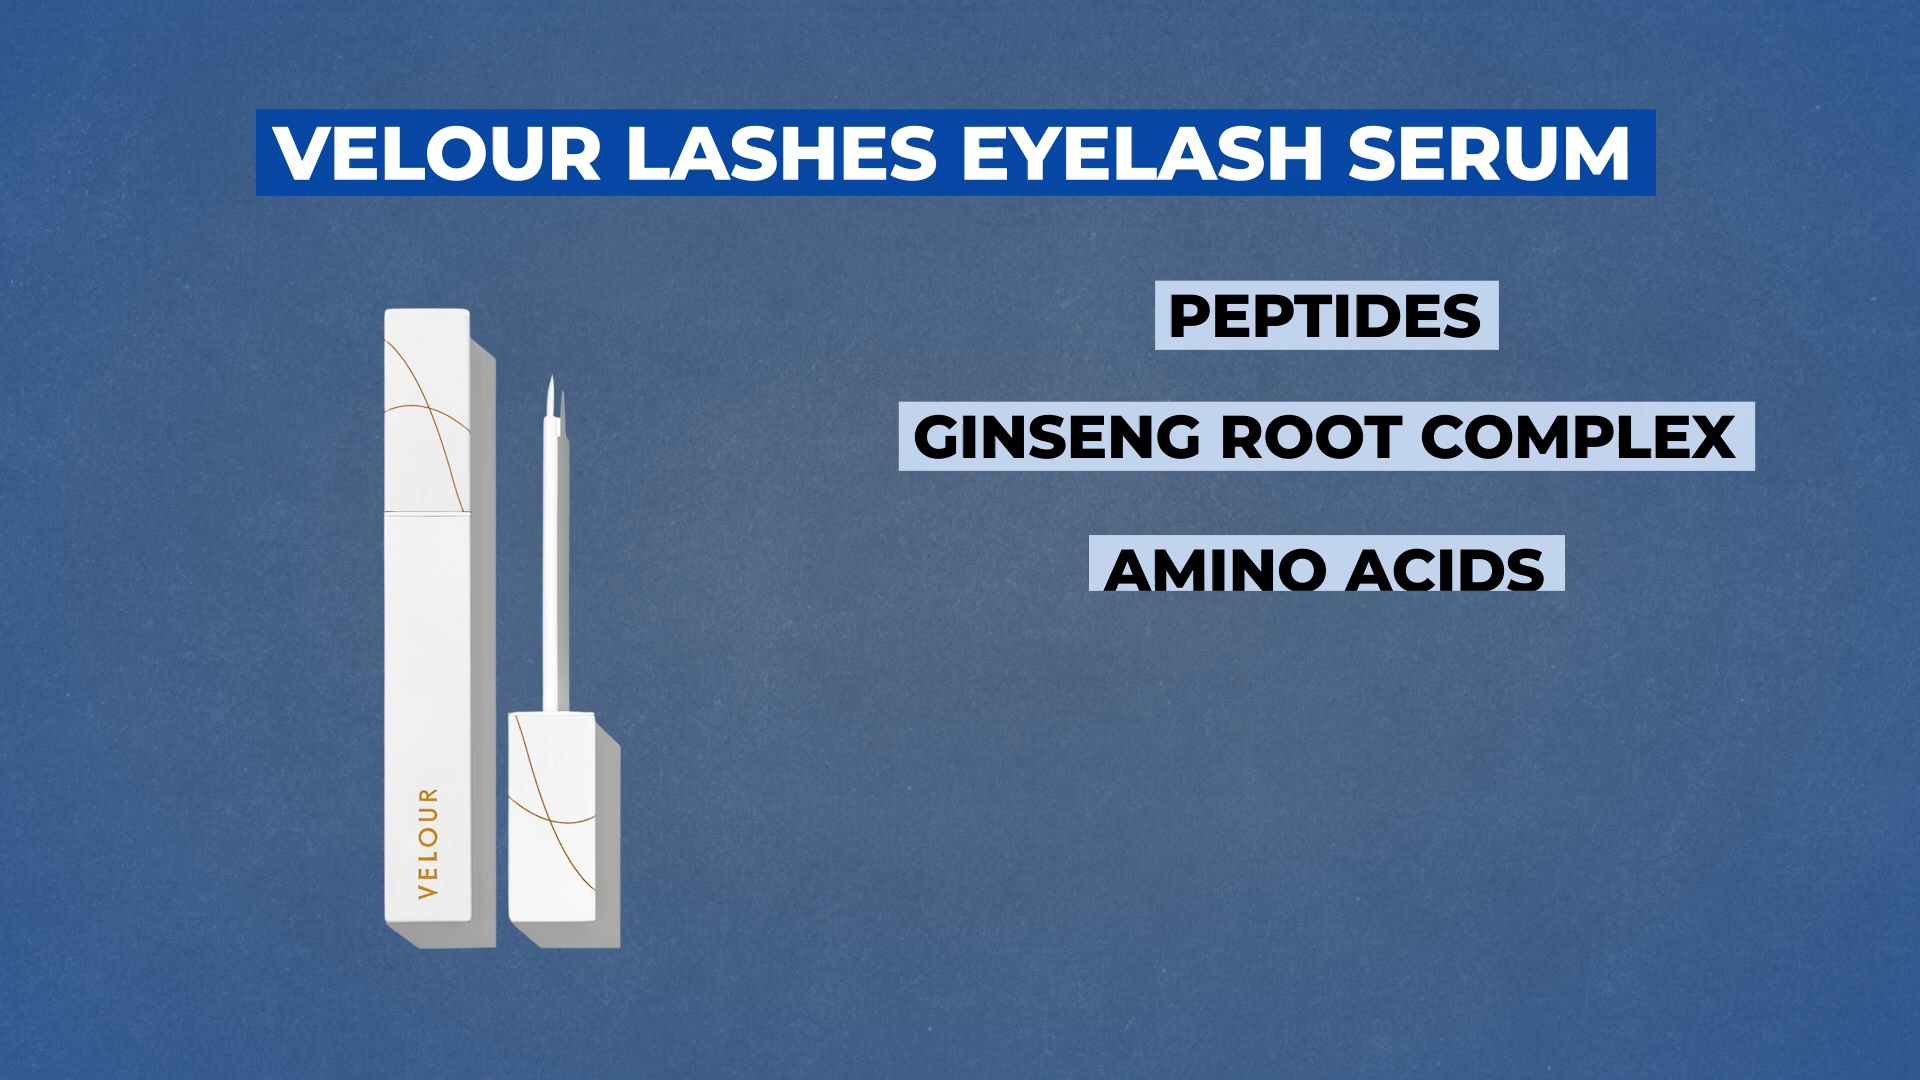 VELOUR LASHES EYELASH SERUM
PEPTIDES
GINSENG ROOT COMPLEX
AMINO ACIDS
VELOUR